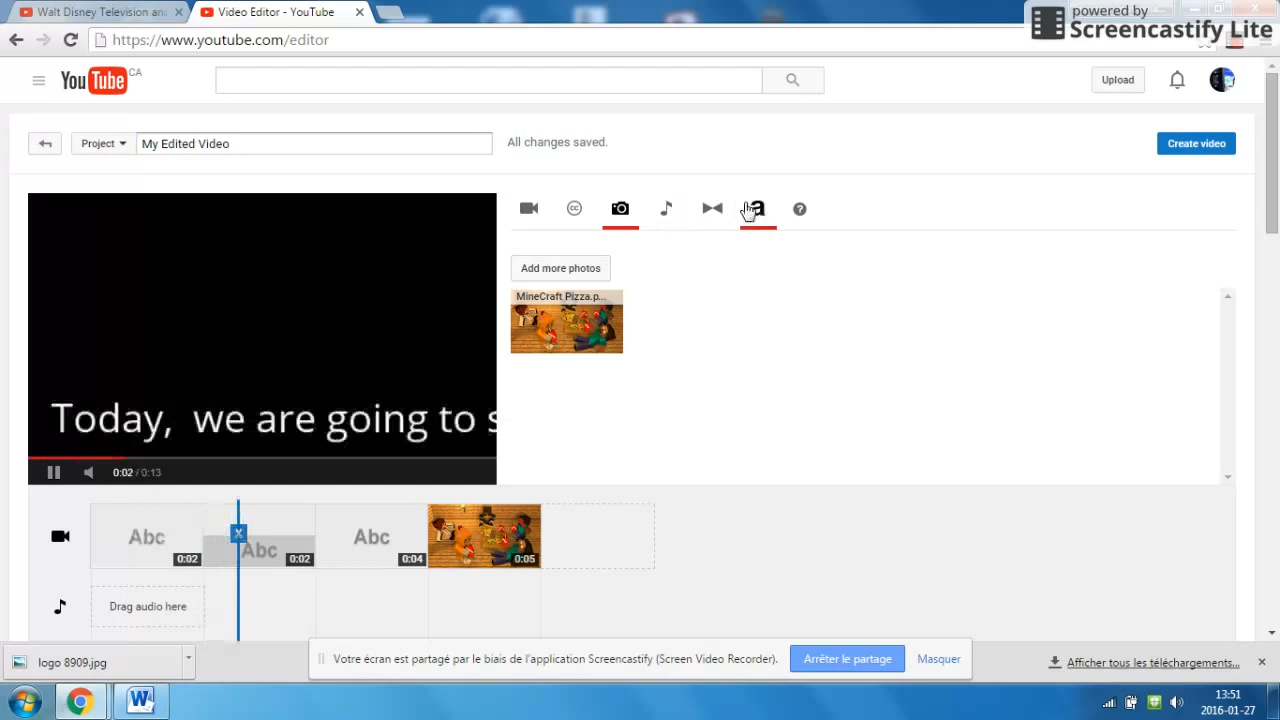 Walt Disney Television and
Video Editor - YouTube
powered by
Screencastify Lite
https://www.youtube.com/editor
YouTube CA
Upload
Project
My Edited Video
All changes saved.
Create video
CC
a
?
Add more photos
MineCraft Pizza.p...
Today, we are going to s
0:02 / 0:13
Abc
0:02
Abc
0:02
Abc
0:04
0:05
Drag audio here
Votre écran est partagé par le biais de l'application Screencastify (Screen Video Recorder).
Arrêter le partage
Masquer
logo 8909.jpg
Afficher tous les téléchargements...
W
13:51
2016-01-27